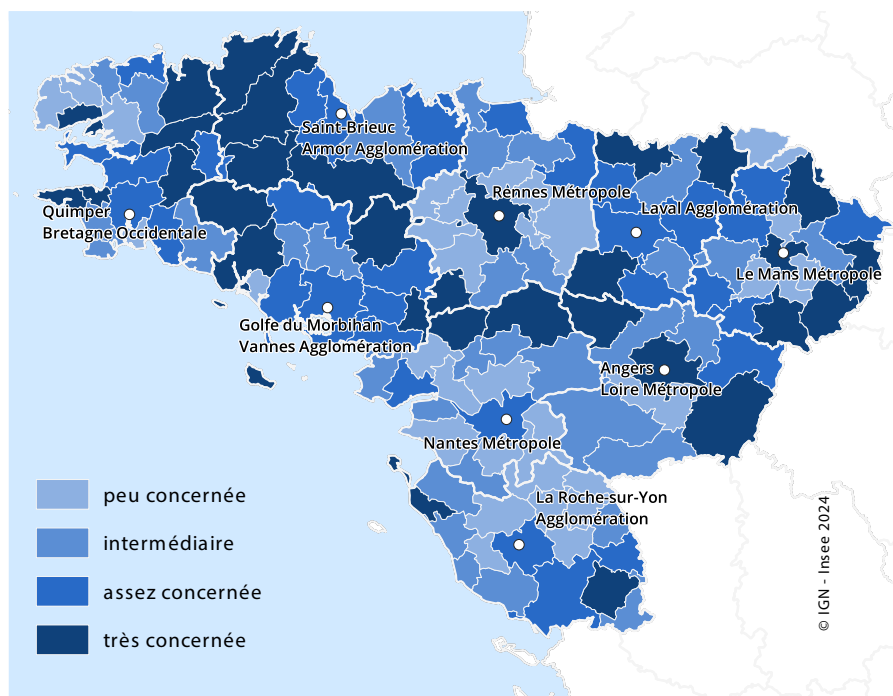 Saint-Brieuc
Armor Agglomération
Rennes Métropole
Laval Agglomération
Quimper
Bretagne Occidentale
Le Mans Métropole
Golfe du Morbihan
Vannes Agglomération
Angers
Loire Métropole
Nantes Métropole
La Roche-sur-Yon
Agglomération
peu concernée
intermédiaire
assez concernée
très concernée
© IGN - Insee 2024